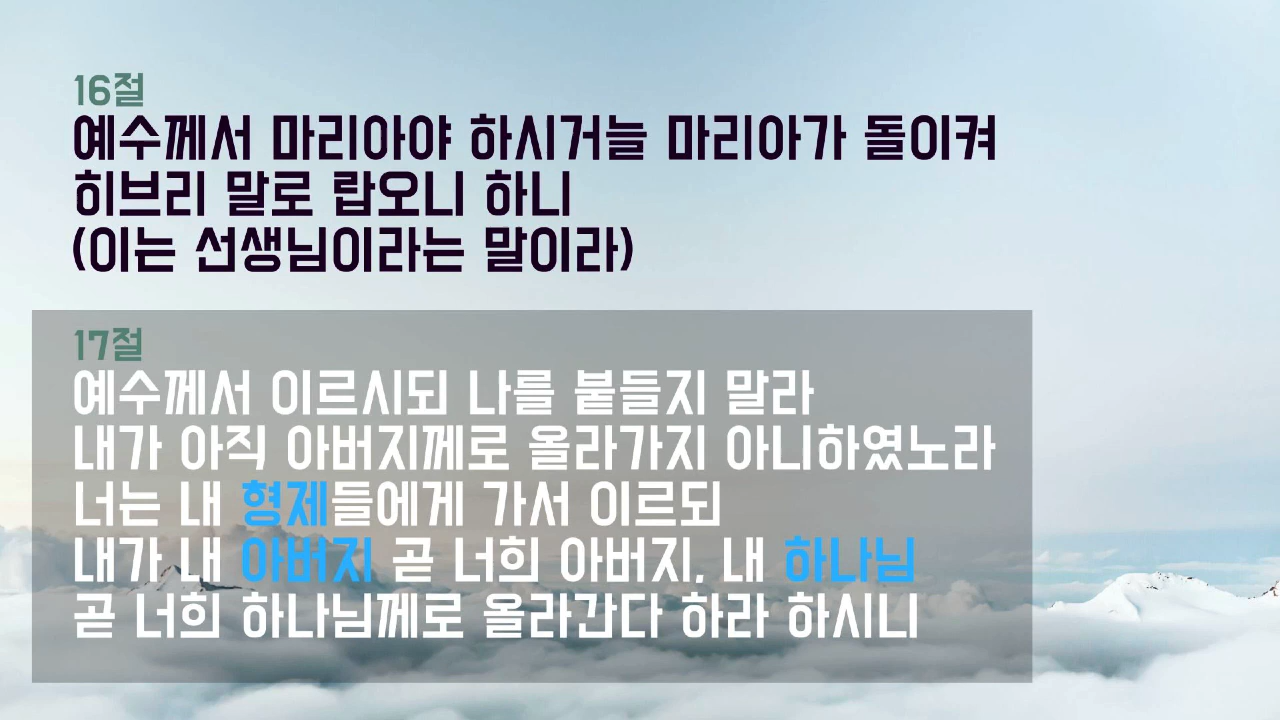 16절
예수께서 마리아야 하시거늘 마리아가 돌이켜
히브리 말로 랍오니 하니
(이는 선생님이라는 말이라)
17절
예수께서 이르시되 나를 붙들지 말라
내가 아직 아버지께로 올라가지 아니하였노라
너는 내 형제들에게 가서 이르되
내가 내 아버지 곧 너희 아버지, 내 하나님
곧 너희 하나님께로 올라간다 하라 하시니